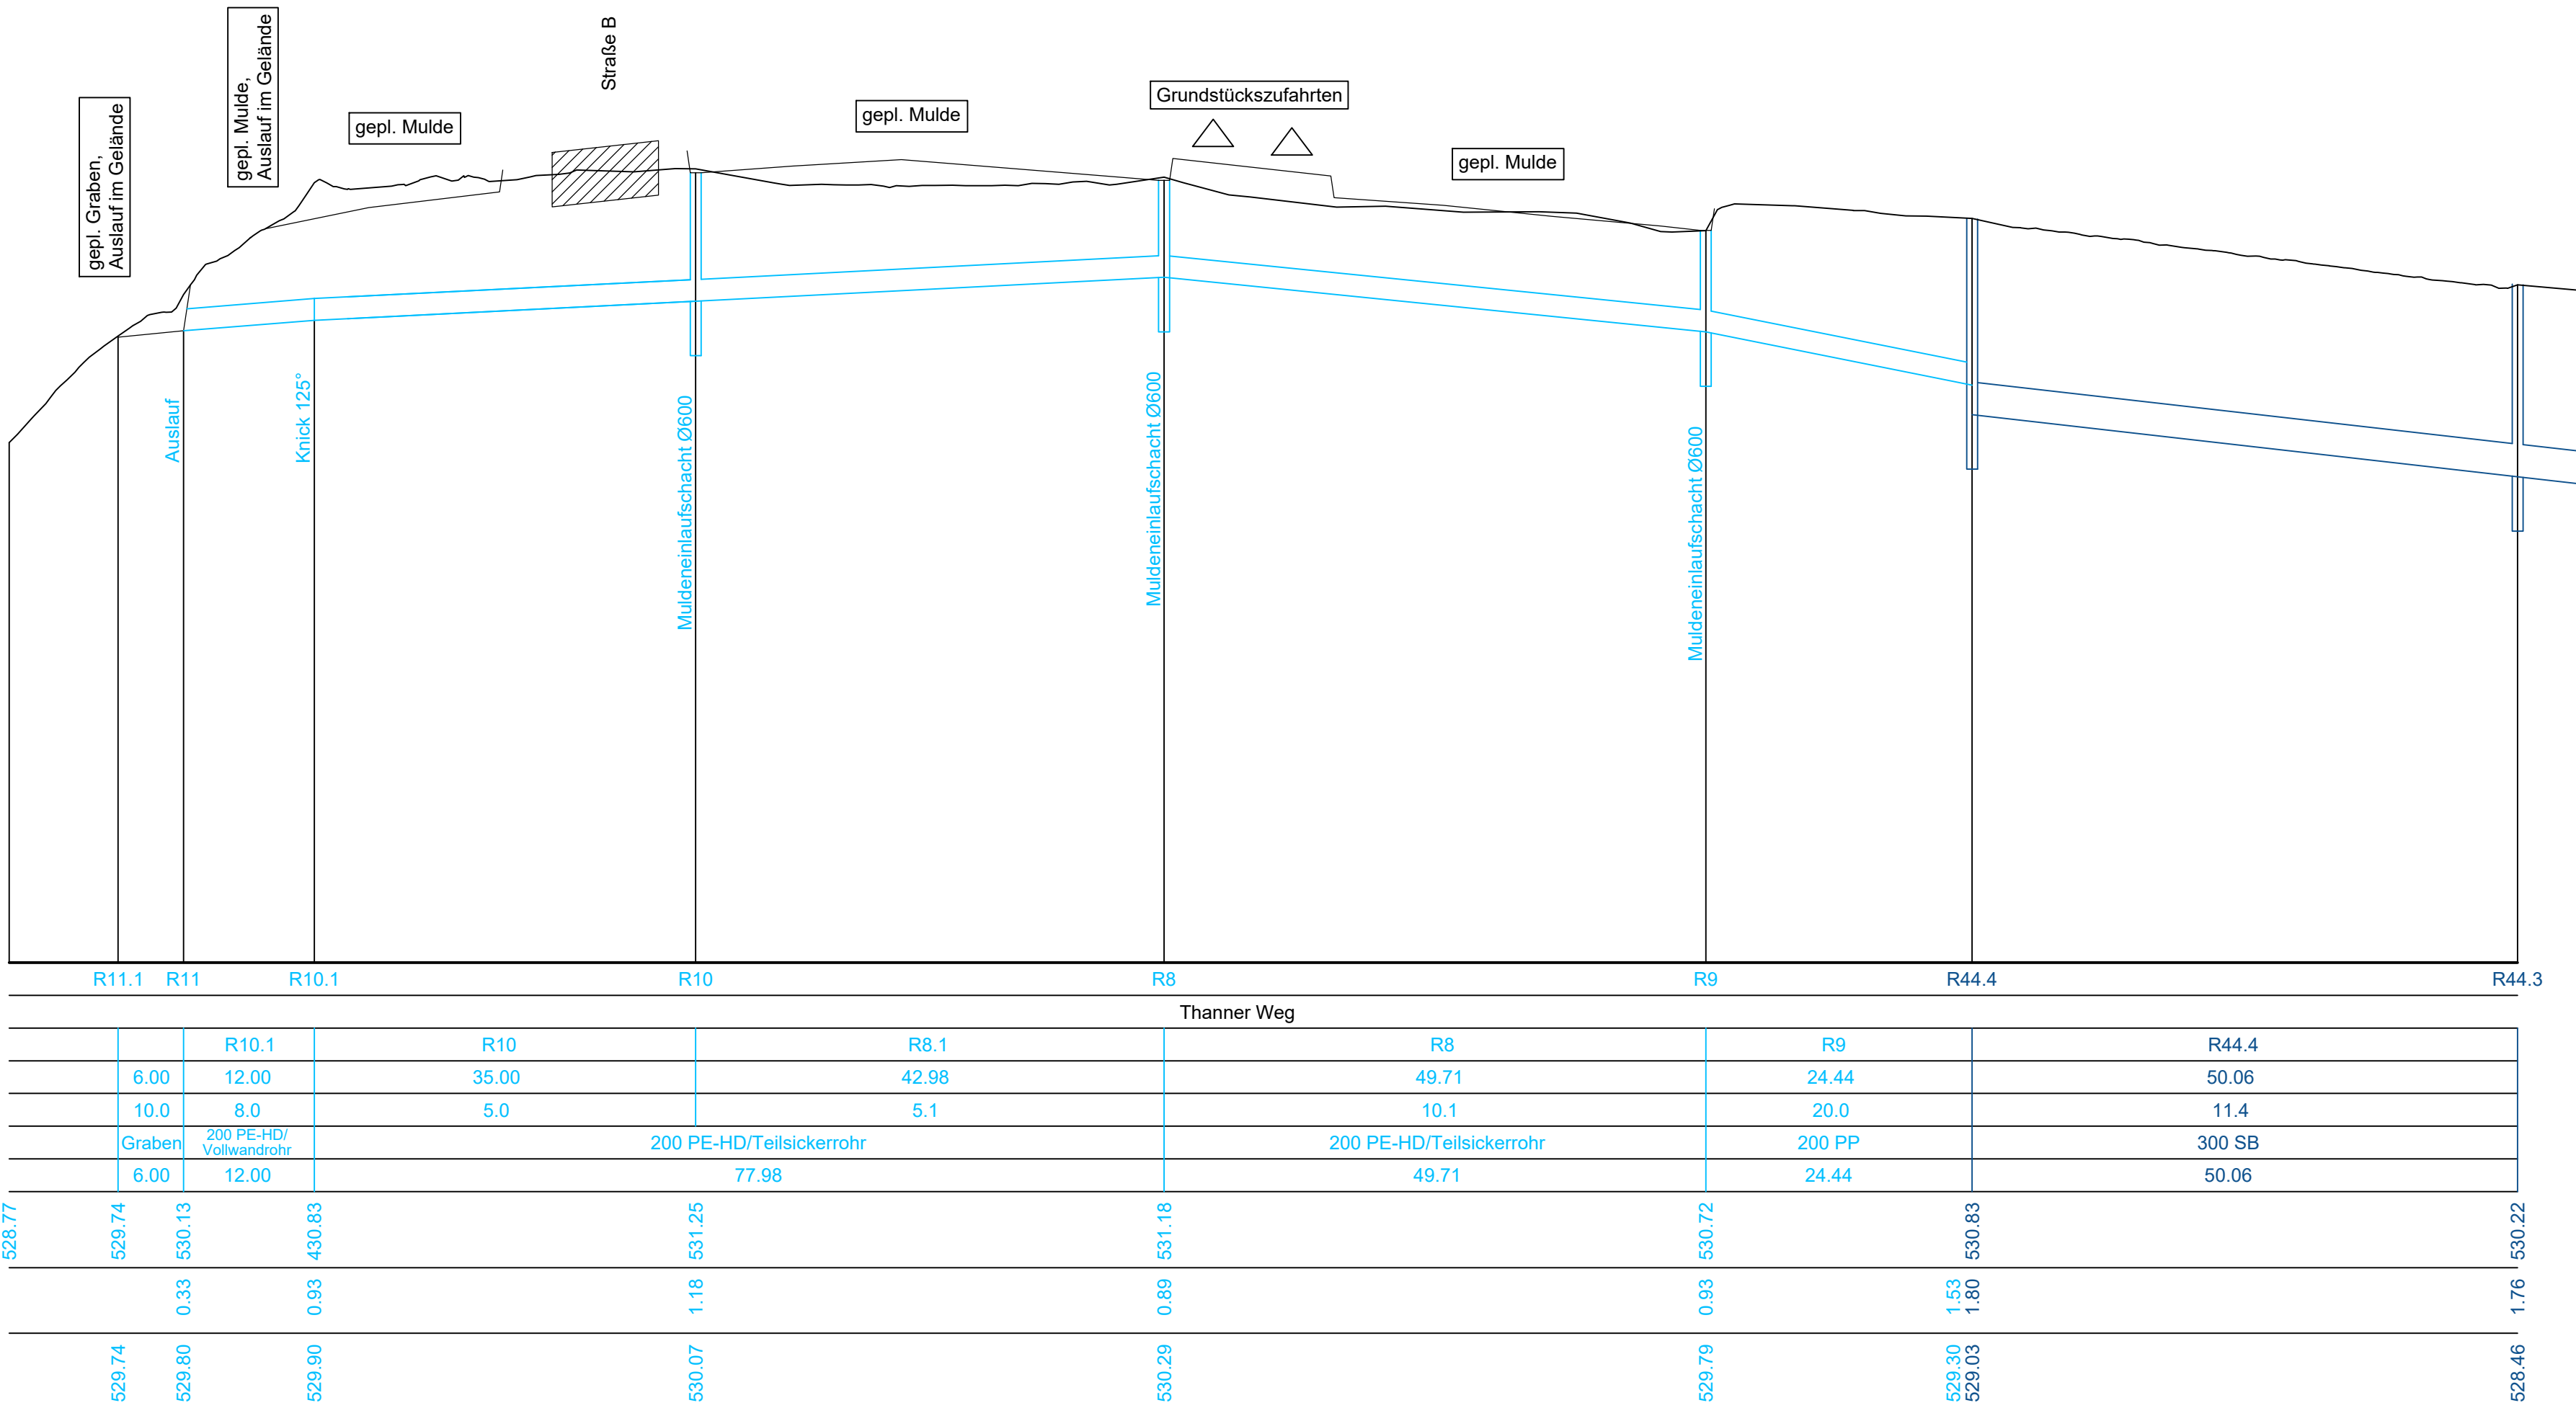 gepl. Graben,
Auslauf im Gelände
gepl. Mulde,
Auslauf im Gelände
gepl. Mulde
Straße B
gepl. Mulde
Grundstückszufahrten
gepl. Mulde
Auslauf
Knick 125°
Muldeneinlaufschacht Ø600
Muldeneinlaufschacht Ø600
Muldeneinlaufschacht Ø600
R11.1 R11 R10.1 R10 R8 R9 R44.4 R44.3
Thanner Weg
R10.1 R10 R8.1 R8 R9 R44.4
6.00 12.00 35.00 42.98 49.71 24.44 50.06
10.0 8.0 5.0 5.1 10.1 20.0 11.4
Graben 200 PE-HD/
Vollwandrohr 200 PE-HD/Teilsickerrohr 200 PE-HD/Teilsickerrohr 200 PP 300 SB
6.00 12.00 77.98 49.71 24.44 50.06
528.77 529.74 530.13 430.83 531.25 531.18 530.72 530.83 530.22
0.33 0.93 1.18 0.89 0.93 1.53 1.80 1.76
529.74 529.80 529.90 530.07 530.29 529.79 529.30 529.03 528.46